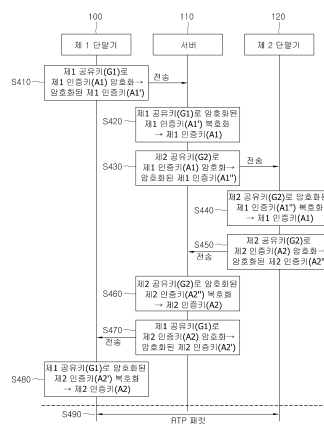 100
110
120
제 1 단말기
서버
제 2 단말기
S410
제1 공유키(G1)로
제1 인증키(A1) 암호화→
암호화된 제1 인증키(A1')
전송
S420
제1 공유키(G1)로 암호화된
제1 인증키(A1') 복호화
→ 제1 인증키(A1)
S430
제2 공유키(G2)로
제1 인증키(A1) 암호화→
암호화된 제1 인증키(A1")
전송
S440
제2 공유키(G2)로 암호화된
제1 인증키(A1") 복호화
→ 제1 인증키(A1)
S450
제2 공유키(G2)로
제2 인증키(A2) 암호화→
암호화된 제2 인증키(A2"
전송
S460
제2 공유키(G2)로 암호화된
제2 인증키(A2") 복호화
→ 제2 인증키(A2)
S470
제1 공유키(G1)로
제2 인증키(A2) 암호화→
암호화된 제2 인증키(A2')
전송
S480
제1 공유키(G1)로 암호화된
제2 인증키(A2') 복호화
→ 제2 인증키(A2)
S490
RTP 패킷